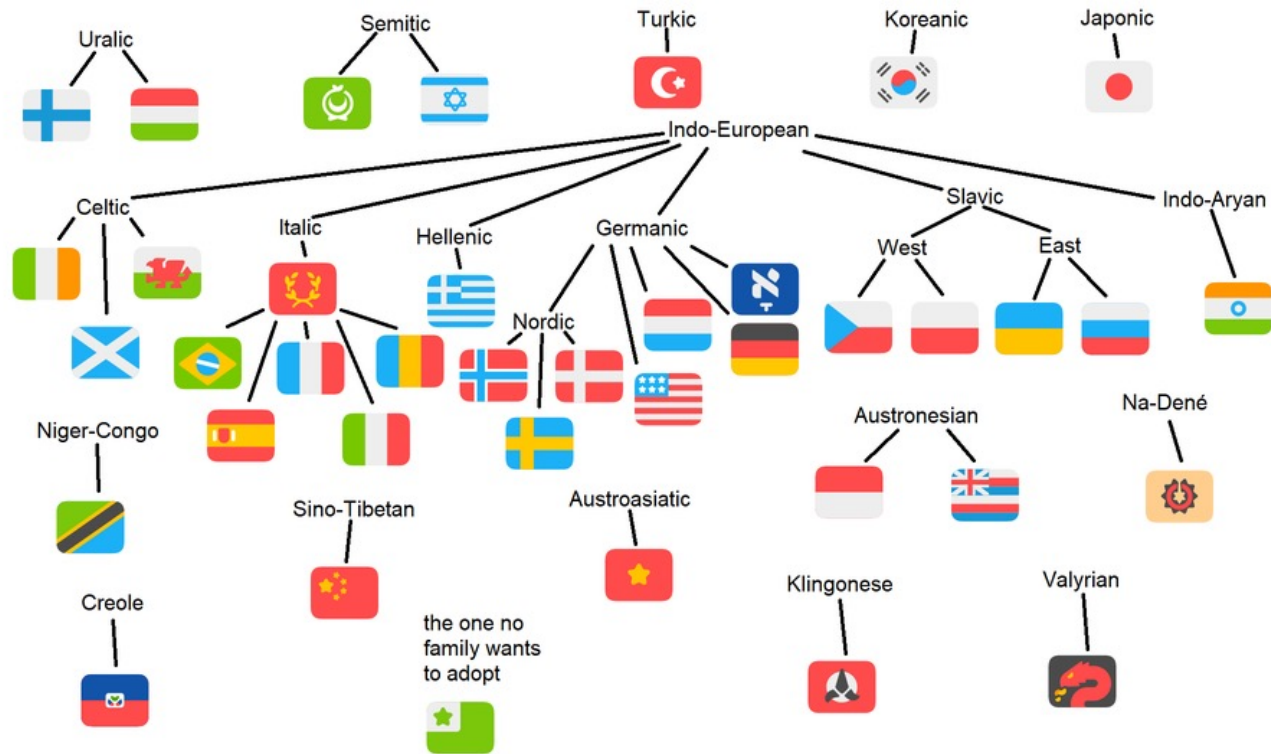 Uralic
Semitic
Turkic
Koreanic
Japonic
Indo-European
Celtic
Italic
Hellenic
Germanic
Slavic
Indo-Aryan
West
East
Nordic
Niger-Congo
Sino-Tibetan
Austroasiatic
Austronesian
Na-Dené
Creole
the one no
family wants
to adopt
Klingonese
Valyrian